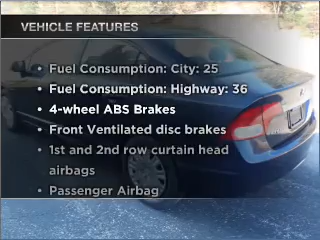 VEHICLE FEATURES
• Fuel Consumption: City: 25
• Fuel Consumption: Highway: 36
• 4-wheel ABS Brakes
• Front Ventilated disc brakes
• 1st and 2nd row curtain head
airbags
• Passenger Airbag